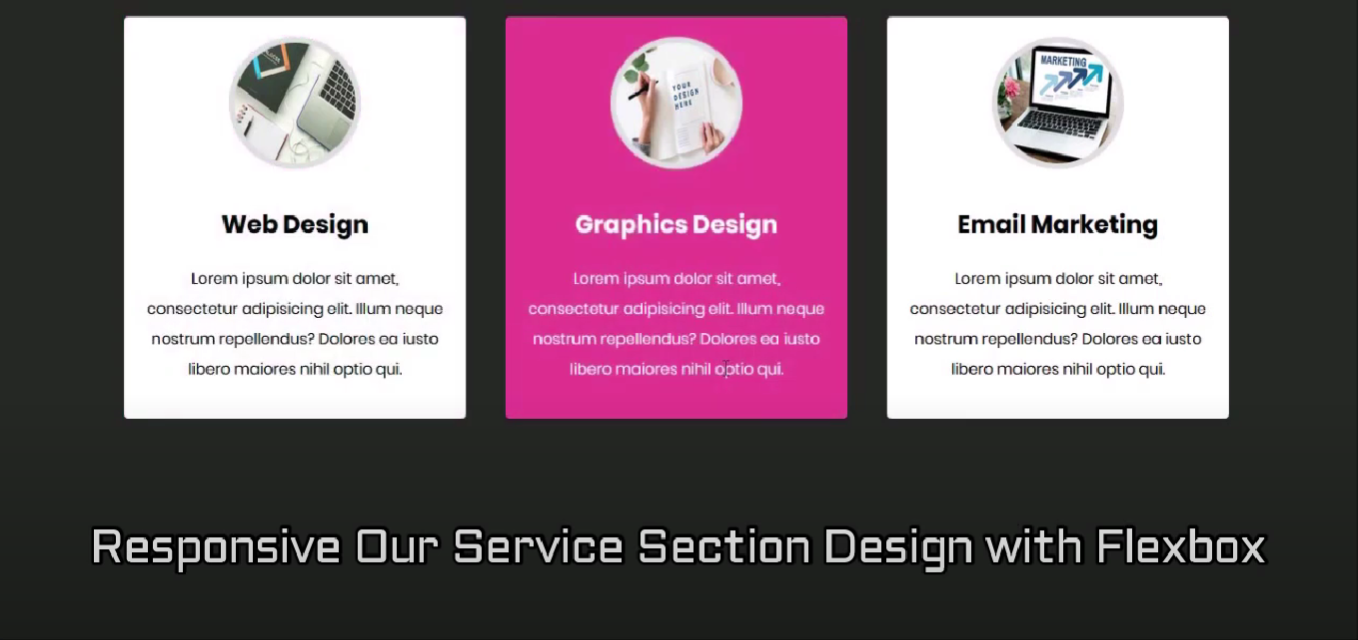 YOUR
DESIGN
HERE
MARKETING
Web Design
Lorem ipsum dolor sit amet,
consectetur adipisicing elit. Illum neque
nostrum repellendus? Dolores ea iusto
libero maiores nihil optio qui.
Graphics Design
Lorem ipsum dolor sit amet,
consectetur adipisicing elit. Illum neque
nostrum repellendus? Dolores ea iusto
libero maiores nihil optio qui.
Email Marketing
Lorem ipsum dolor sit amet,
consectetur adipisicing elit. Illum neque
nostrum repellendus? Dolores ea iusto
libero maiores nihil optio qui.
Responsive Our Service Section Design with Flexbox